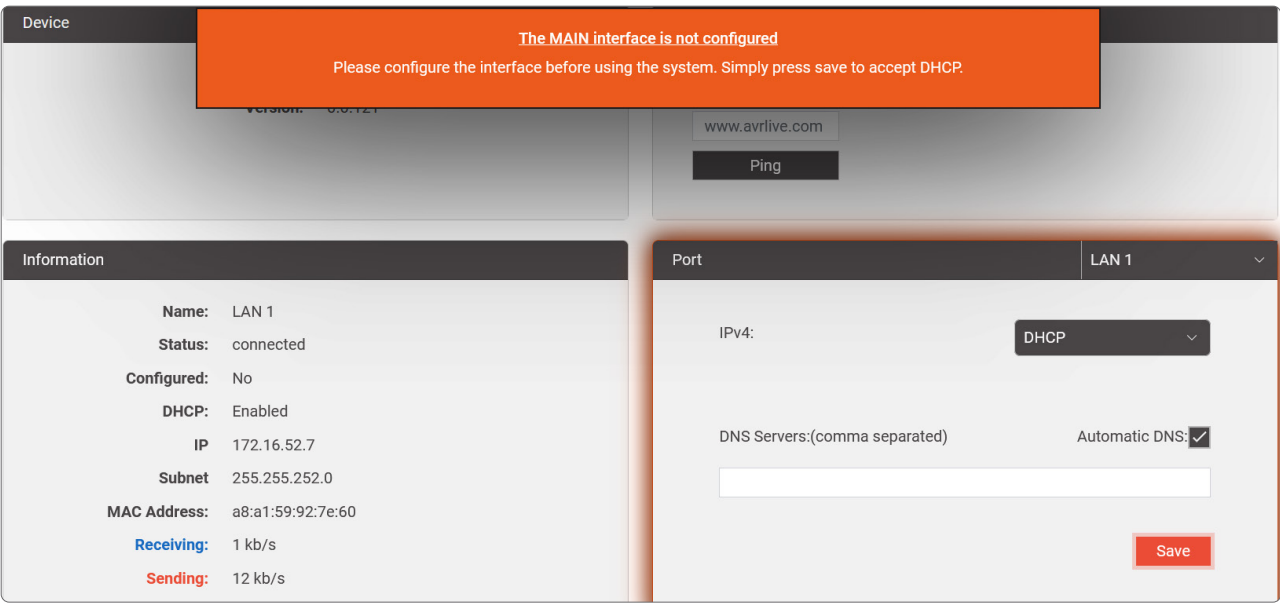 Device
The MAIN interface is not configured
Please configure the interface before using the system. Simply press save to accept DHCP.
www.avrlive.com
Ping
Information
Name: LAN 1
Status: connected
Configured: No
DHCP: Enabled
IP 172.16.52.7
Subnet 255.255.252.0
MAC Address: a8:a1:59:92:7e:60
Receiving: 1 kb/s
Sending: 12 kb/s
Port LAN 1
IPv4: DHCP
DNS Servers:(comma separated) Automatic DNS:
Save